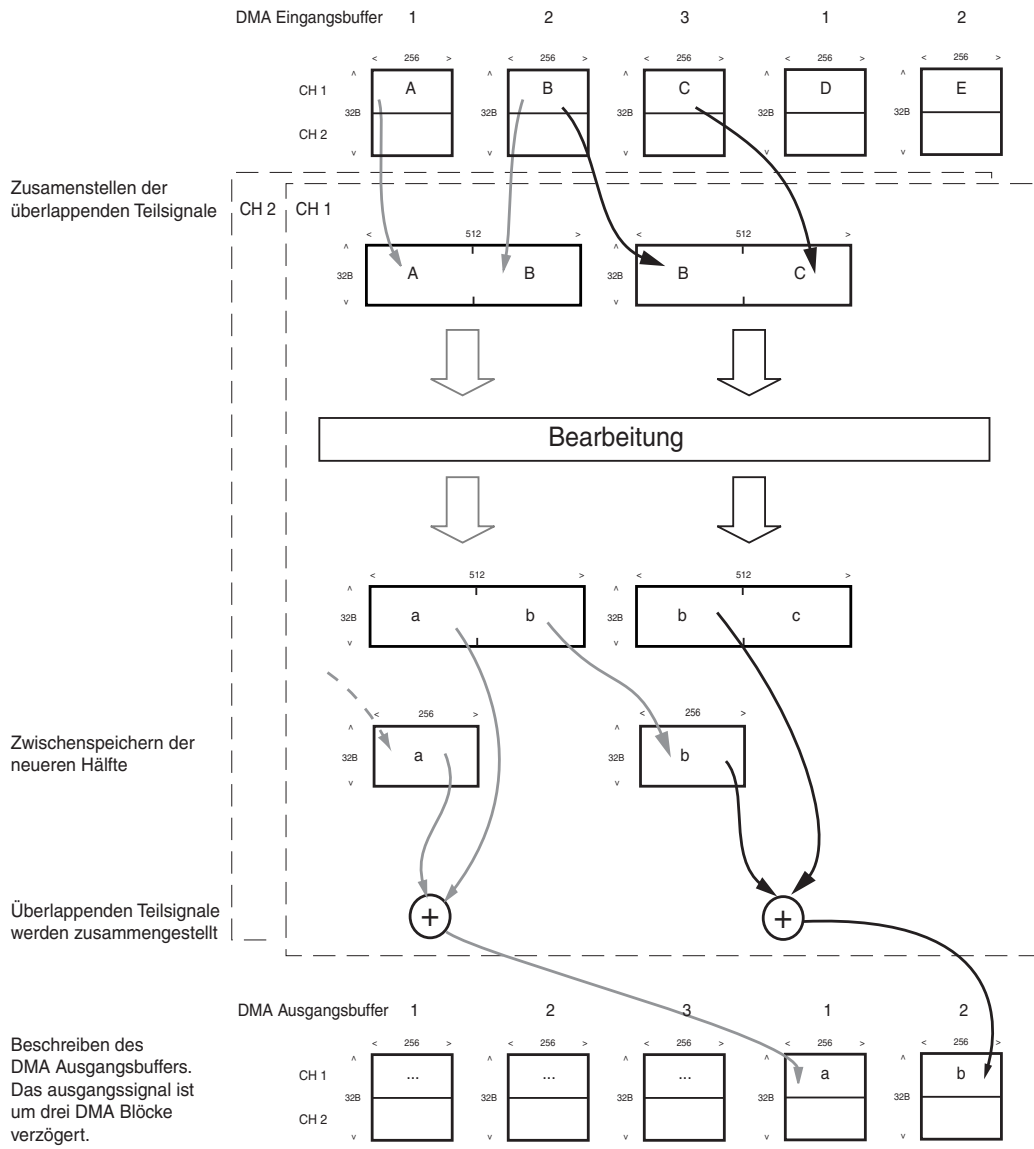 DMA Eingangsbuffer 1 2 3 1 2
< 256 > < 256 > < 256 > < 256 > < 256 >
CH 1 A B C D E
32B 32B 32B 32B 32B
CH 2
Zusamenstellen der
überlappenden Teilsignale
CH 2 CH 1
< 512 > < 512 >
32B A B 32B B C
Bearbeitung
< 512 > < 512 >
32B a b 32B b c
< 256 > < 256 >
Zwischenspeichern der
neueren Hälfte
32B a 32B b
Überlappenden Teilsignale
werden zusammengestellt
+ +
DMA Ausgangsbuffer 1 2 3 1 2
Beschreiben des
DMA Ausgangsbuffers.
Das ausgangssignal ist
um drei DMA Blöcke
verzögert.
< 256 > < 256 > < 256 > < 256 > < 256 >
CH 1 ... ... ... a b
32B 32B 32B 32B 32B
CH 2